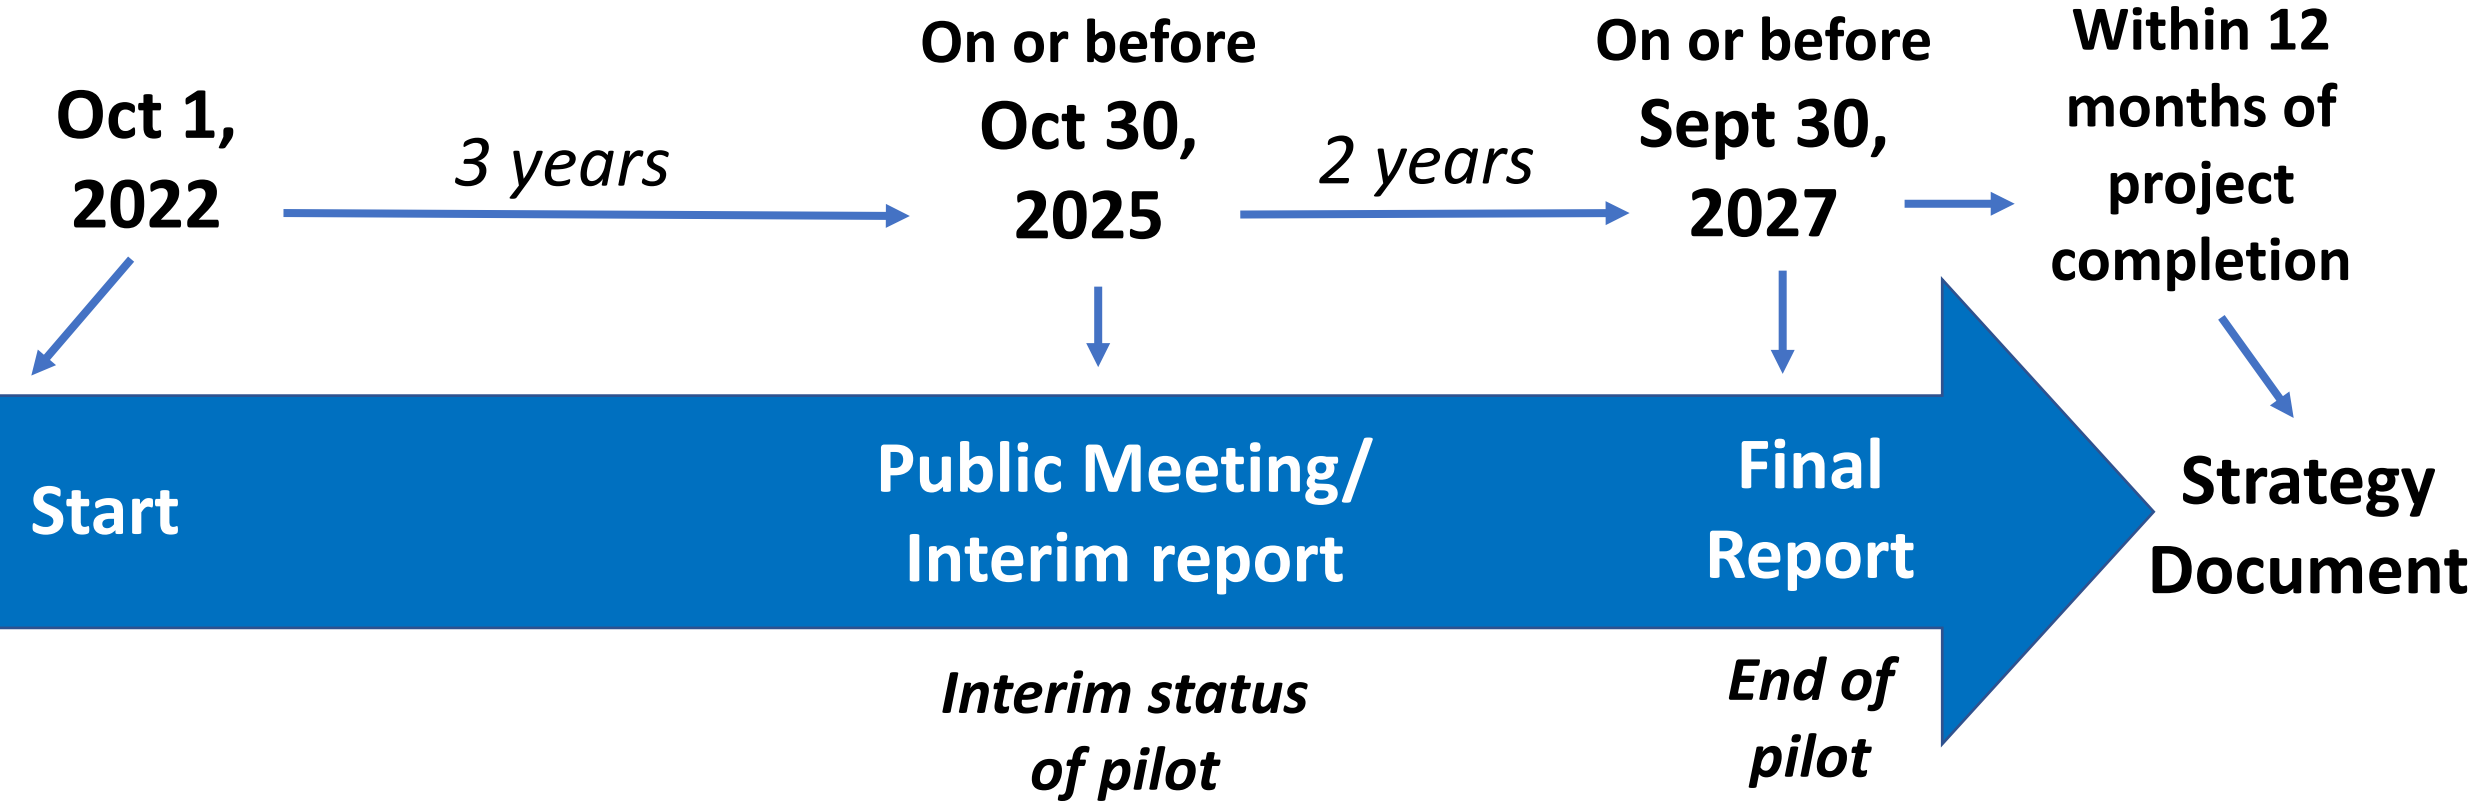 Oct 1,
2022
3 years
On or before
Oct 30,
2025
2 years
On or before
Sept 30,
2027
Within 12
months of
project
completion
Start
Public Meeting/
Interim report
Final
Report
Strategy
Document
Interim status
of pilot
End of
pilot